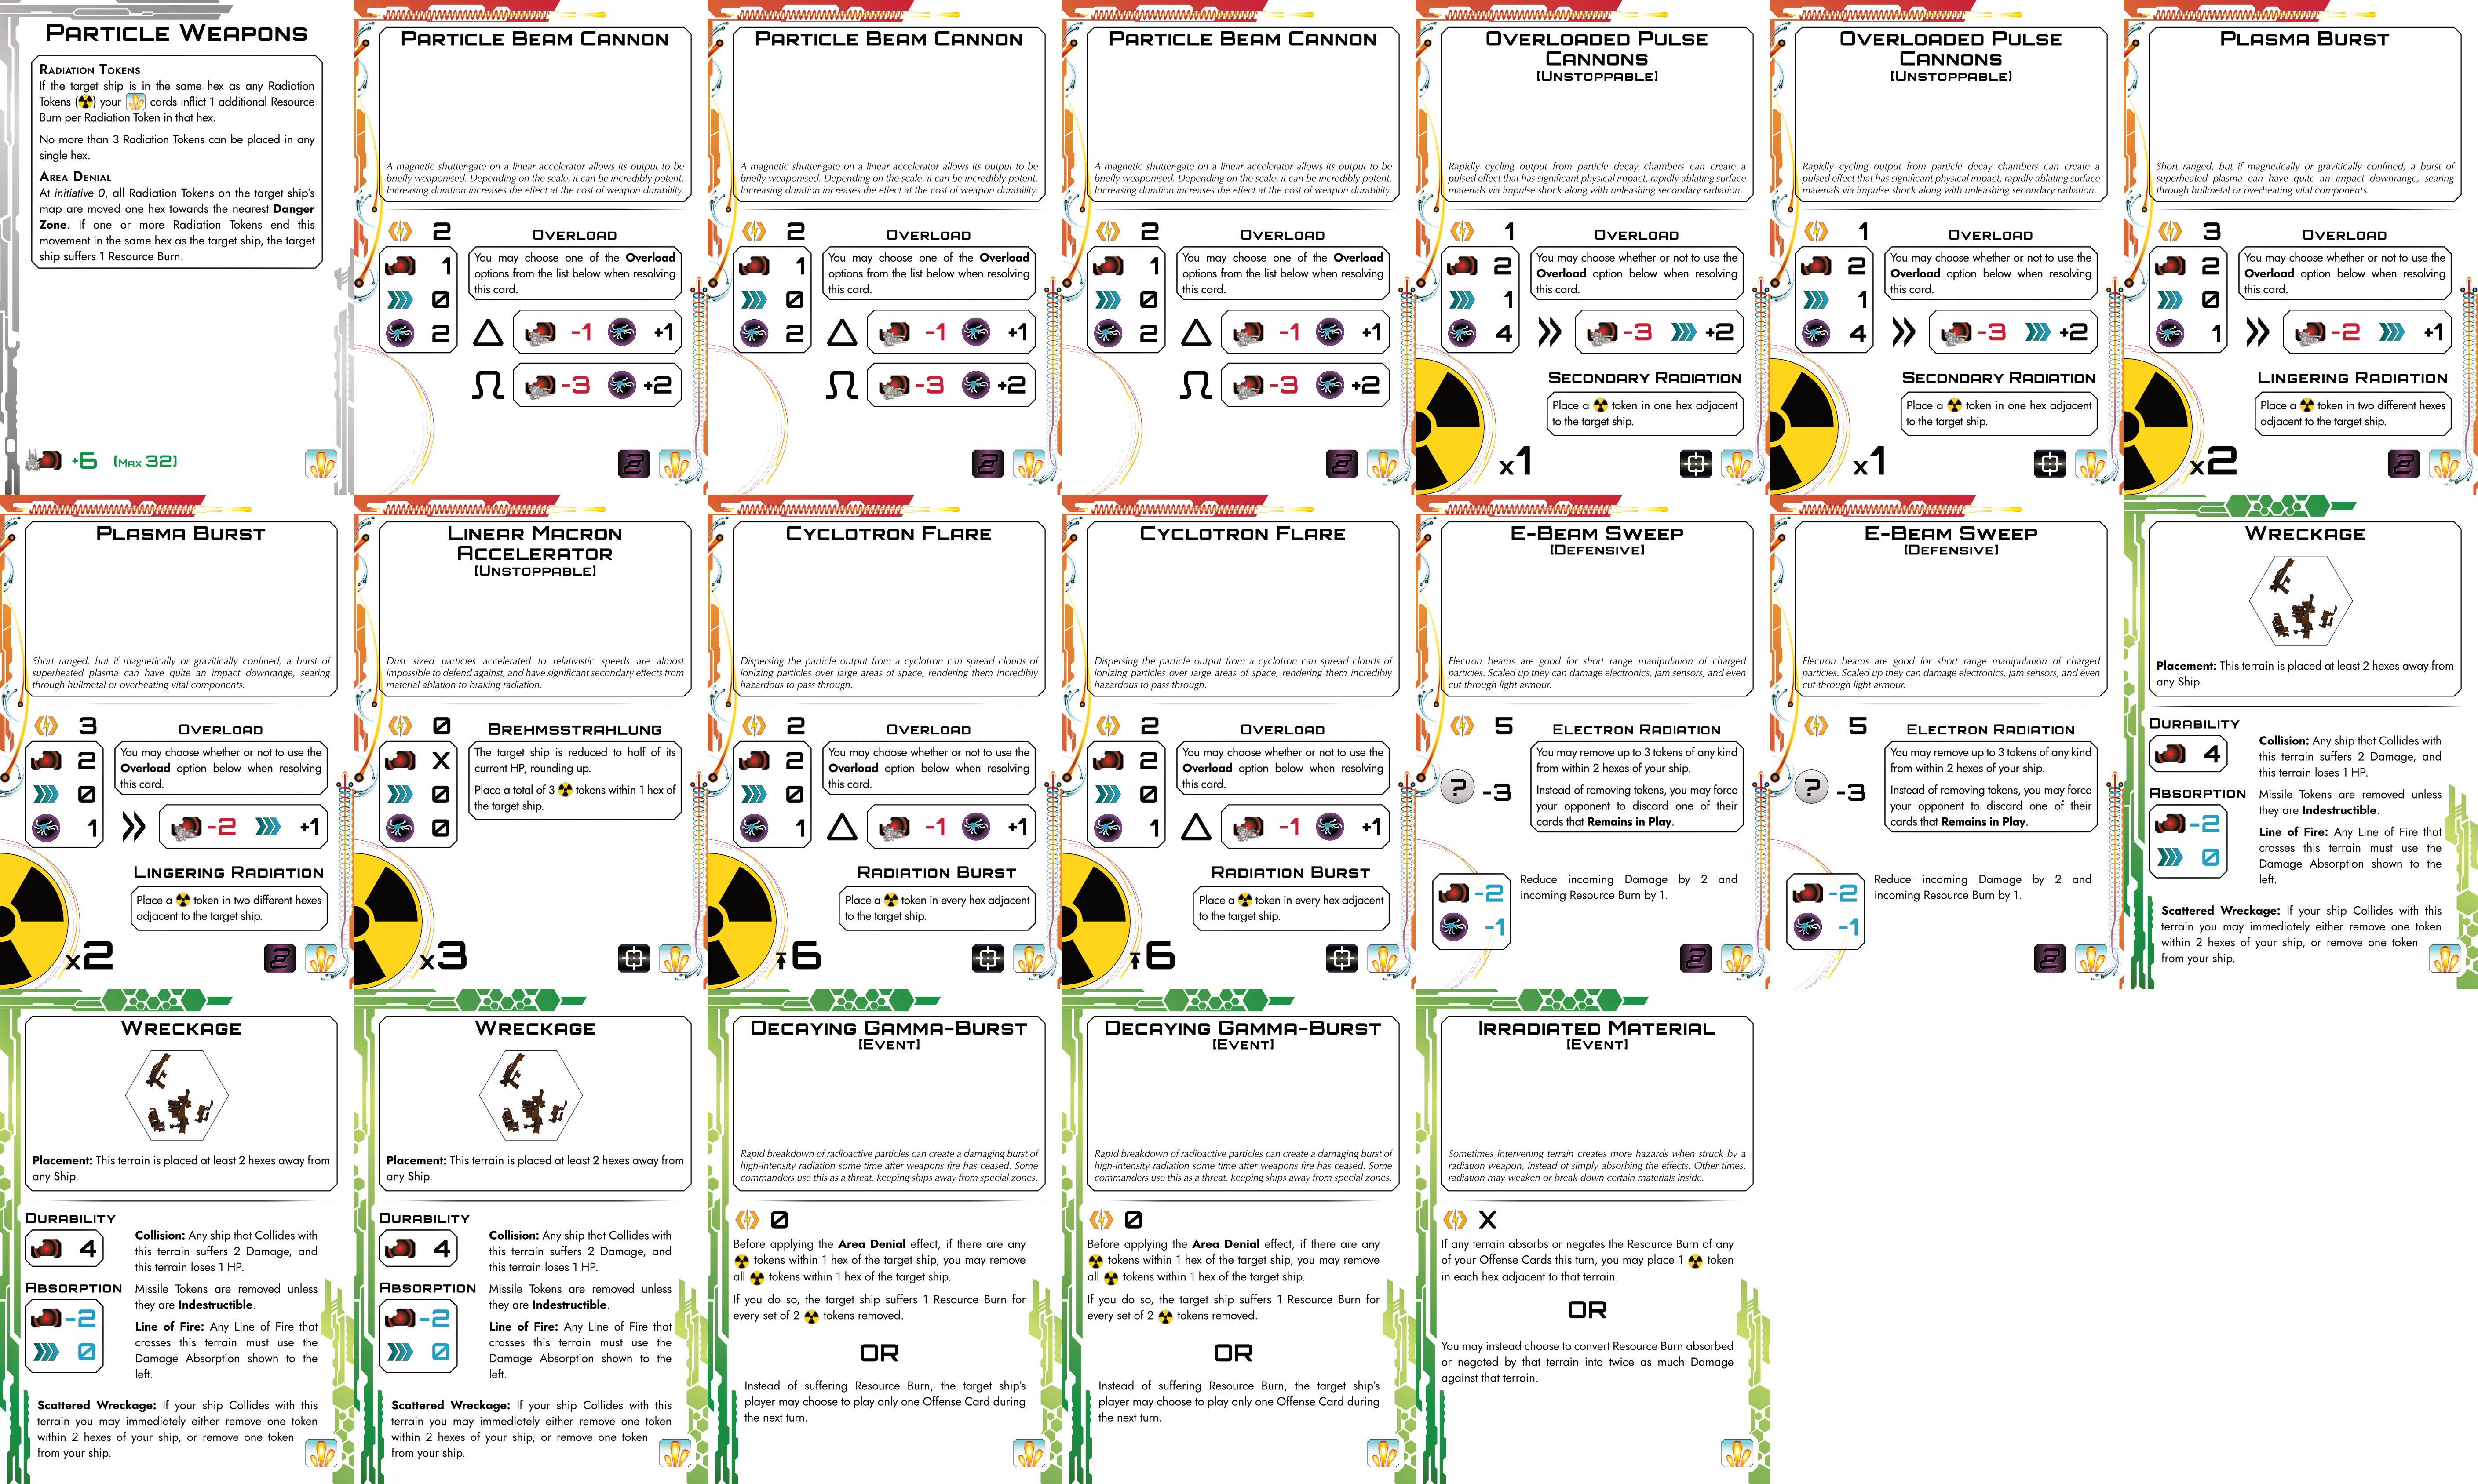 PARTICLE WEAPONS
RADIATION TOKENS
If the target ship is in the same hex as any Radiation
Tokens ( ) your cards inflict 1 additional Resource
Burn per Radiation Token in that hex.
No more than 3 Radiation Tokens can be placed in any
single hex.
AREA DENIAL
At initiative 0, all Radiation Tokens on the target ship's
map are moved one hex towards the nearest Danger
Zone. If one or more Radiation Tokens end this
movement in the same hex as the target ship, the target
ship suffers 1 Resource Burn.
+6 [MAX 32]
PARTICLE BEAM CANNON
A magnetic shutter-gate on a linear accelerator allows its output to be
briefly weaponised. Depending on the scale, it can be incredibly potent.
Increasing duration increases the effect at the cost of weapon durability.
2
1
0
2
OVERLOAD
You may choose one of the Overload
options from the list below when resolving
this card.
-1 +1
-3 +2
2
PARTICLE BEAM CANNON
A magnetic shutter-gate on a linear accelerator allows its output to be
briefly weaponised. Depending on the scale, it can be incredibly potent.
Increasing duration increases the effect at the cost of weapon durability.
2
1
0
2
OVERLOAD
You may choose one of the Overload
options from the list below when resolving
this card.
-1 +1
-3 +2
2
PARTICLE BEAM CANNON
A magnetic shutter-gate on a linear accelerator allows its output to be
briefly weaponised. Depending on the scale, it can be incredibly potent.
Increasing duration increases the effect at the cost of weapon durability.
2
1
0
2
OVERLOAD
You may choose one of the Overload
options from the list below when resolving
this card.
-1 +1
-3 +2
2
OVERLOADED PULSE
CANNONS
[UNSTOPPABLE]
Rapidly cycling output from particle decay chambers can create a
pulsed effect that has significant physical impact, rapidly ablating surface
materials via impulse shock along with unleashing secondary radiation.
1
2
1
4
OVERLOAD
You may choose whether or not to use the
Overload option below when resolving
this card.
-3 +2
SECONDARY RADIATION
Place a token in one hex adjacent
to the target ship.
x1
OVERLOADED PULSE
CANNONS
[UNSTOPPABLE]
Rapidly cycling output from particle decay chambers can create a
pulsed effect that has significant physical impact, rapidly ablating surface
materials via impulse shock along with unleashing secondary radiation.
1
2
1
4
OVERLOAD
You may choose whether or not to use the
Overload option below when resolving
this card.
-3 +2
SECONDARY RADIATION
Place a token in one hex adjacent
to the target ship.
x1
PLASMA BURST
Short ranged, but if magnetically or gravitically confined, a burst of
superheated plasma can have quite an impact downrange, searing
through hullmetal or overheating vital components.
3
2
0
1
OVERLOAD
You may choose whether or not to use the
Overload option below when resolving
this card.
-2 +1
LINGERING RADIATION
Place a token in two different hexes
adjacent to the target ship.
x2
2
PLASMA BURST
Short ranged, but if magnetically or gravitically confined, a burst of
superheated plasma can have quite an impact downrange, searing
through hullmetal or overheating vital components.
3
2
0
1
OVERLOAD
You may choose whether or not to use the
Overload option below when resolving
this card.
-2 +1
LINGERING RADIATION
Place a token in two different hexes
adjacent to the target ship.
x2
2
LINEAR MACRON
ACCELERATOR
[UNSTOPPABLE]
Dust sized particles accelerated to relativistic speeds are almost
impossible to defend against, and have significant secondary effects from
material ablation to braking radiation.
0
X
0
0
BREHMSSTRAHLUNG
The target ship is reduced to half of its
current HP, rounding up.
Place a total of 3 tokens within 1 hex of
the target ship.
x3
CYCLOTRON FLARE
Dispersing the particle output from a cyclotron can spread clouds of
ionizing particles over large areas of space, rendering them incredibly
hazardous to pass through.
2
2
0
1
OVERLOAD
You may choose whether or not to use the
Overload option below when resolving
this card.
-1 +1
RADIATION BURST
Place a token in every hex adjacent
to the target ship.
6
CYCLOTRON FLARE
Dispersing the particle output from a cyclotron can spread clouds of
ionizing particles over large areas of space, rendering them incredibly
hazardous to pass through.
2
2
0
1
OVERLOAD
You may choose whether or not to use the
Overload option below when resolving
this card.
-1 +1
RADIATION BURST
Place a token in every hex adjacent
to the target ship.
6
E-BEAM SWEEP
[DEFENSIVE]
Electron beams are good for short range manipulation of charged
particles. Scaled up they can damage electronics, jam sensors, and even
cut through light armour.
5
? -3
ELECTRON RADIATION
You may remove up to 3 tokens of any kind
from within 2 hexes of your ship.
Instead of removing tokens, you may force
your opponent to discard one of their
cards that Remains in Play.
-2
-1
Reduce incoming Damage by 2 and
incoming Resource Burn by 1.
2
E-BEAM SWEEP
[DEFENSIVE]
Electron beams are good for short range manipulation of charged
particles. Scaled up they can damage electronics, jam sensors, and even
cut through light armour.
5
? -3
ELECTRON RADIATION
You may remove up to 3 tokens of any kind
from within 2 hexes of your ship.
Instead of removing tokens, you may force
your opponent to discard one of their
cards that Remains in Play.
-2
-1
Reduce incoming Damage by 2 and
incoming Resource Burn by 1.
2
WRECKAGE
Placement: This terrain is placed at least 2 hexes away from
any Ship.
DURABILITY
4
ABSORPTION
-2
0
Collision: Any ship that Collides with
this terrain suffers 2 Damage, and
this terrain loses 1 HP.
Missile Tokens are removed unless
they are Indestructible.
Line of Fire: Any Line of Fire that
crosses this terrain must use the
Damage Absorption shown to the
left.
Scattered Wreckage: If your ship Collides with this
terrain you may immediately either remove one token
within 2 hexes of your ship, or remove one token
from your ship.
WRECKAGE
Placement: This terrain is placed at least 2 hexes away from
any Ship.
DURABILITY
4
ABSORPTION
-2
0
Collision: Any ship that Collides with
this terrain suffers 2 Damage, and
this terrain loses 1 HP.
Missile Tokens are removed unless
they are Indestructible.
Line of Fire: Any Line of Fire that
crosses this terrain must use the
Damage Absorption shown to the
left.
Scattered Wreckage: If your ship Collides with this
terrain you may immediately either remove one token
within 2 hexes of your ship, or remove one token
from your ship.
WRECKAGE
Placement: This terrain is placed at least 2 hexes away from
any Ship.
DURABILITY
4
ABSORPTION
-2
0
Collision: Any ship that Collides with
this terrain suffers 2 Damage, and
this terrain loses 1 HP.
Missile Tokens are removed unless
they are Indestructible.
Line of Fire: Any Line of Fire that
crosses this terrain must use the
Damage Absorption shown to the
left.
Scattered Wreckage: If your ship Collides with this
terrain you may immediately either remove one token
within 2 hexes of your ship, or remove one token
from your ship.
DECAYING GAMMA-BURST
[EVENT]
Rapid breakdown of radioactive particles can create a damaging burst of
high-intensity radiation some time after weapons fire has ceased. Some
commanders use this as a threat, keeping ships away from special zones.
0
Before applying the Area Denial effect, if there are any
tokens within 1 hex of the target ship, you may remove
all tokens within 1 hex of the target ship.
If you do so, the target ship suffers 1 Resource Burn for
every set of 2 tokens removed.
OR
Instead of suffering Resource Burn, the target ship's
player may choose to play only one Offense Card during
the next turn.
DECAYING GAMMA-BURST
[EVENT]
Rapid breakdown of radioactive particles can create a damaging burst of
high-intensity radiation some time after weapons fire has ceased. Some
commanders use this as a threat, keeping ships away from special zones.
0
Before applying the Area Denial effect, if there are any
tokens within 1 hex of the target ship, you may remove
all tokens within 1 hex of the target ship.
If you do so, the target ship suffers 1 Resource Burn for
every set of 2 tokens removed.
OR
Instead of suffering Resource Burn, the target ship's
player may choose to play only one Offense Card during
the next turn.
IRRADIATED MATERIAL
[EVENT]
Sometimes intervening terrain creates more hazards when struck by a
radiation weapon, instead of simply absorbing the effects. Other times,
radiation may weaken or break down certain materials inside.
X
If any terrain absorbs or negates the Resource Burn of any
of your Offense Cards this turn, you may place 1 token
in each hex adjacent to that terrain.
OR
You may instead choose to convert Resource Burn absorbed
or negated by that terrain into twice as much Damage
against that terrain.